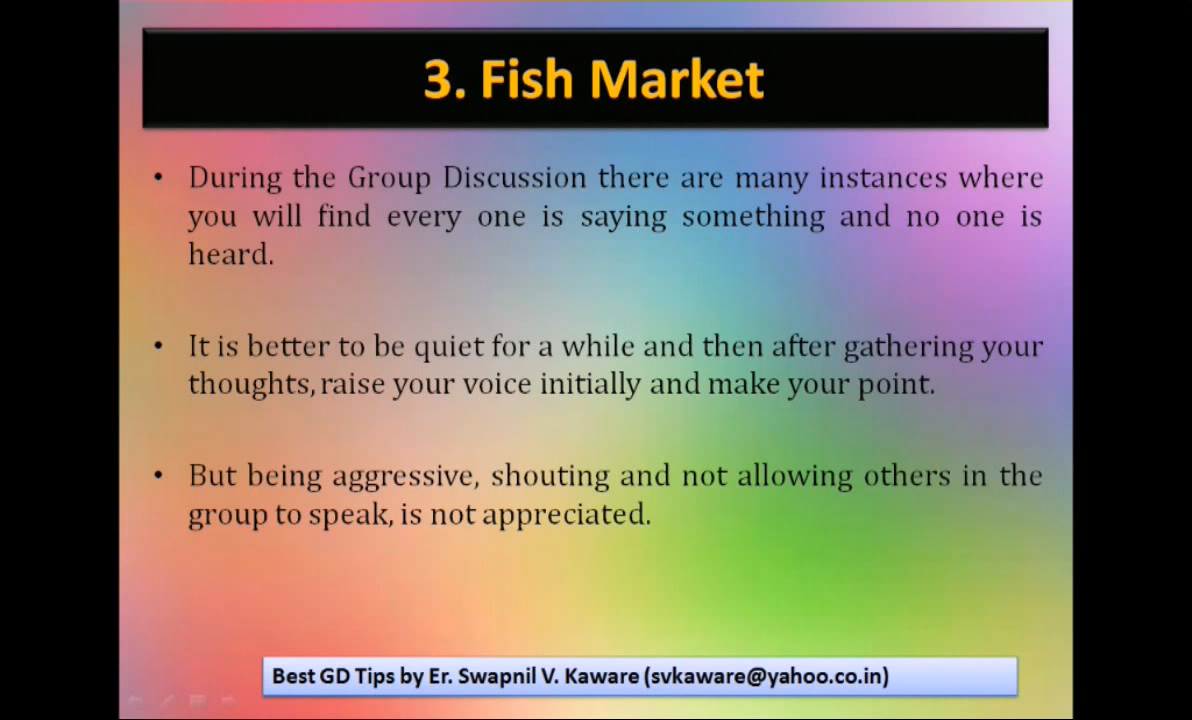 3. Fish Market
• During the Group Discussion there are many instances where
you will find every one is saying something and no one is
heard.
• It is better to be quiet for a while and then after gathering your
thoughts, raise your voice initially and make your point.
• But being aggressive, shouting and not allowing others in the
group to speak, is not appreciated.
Best GD Tips by Er. Swapnil V. Kaware (svkaware@yahoo.co.in)